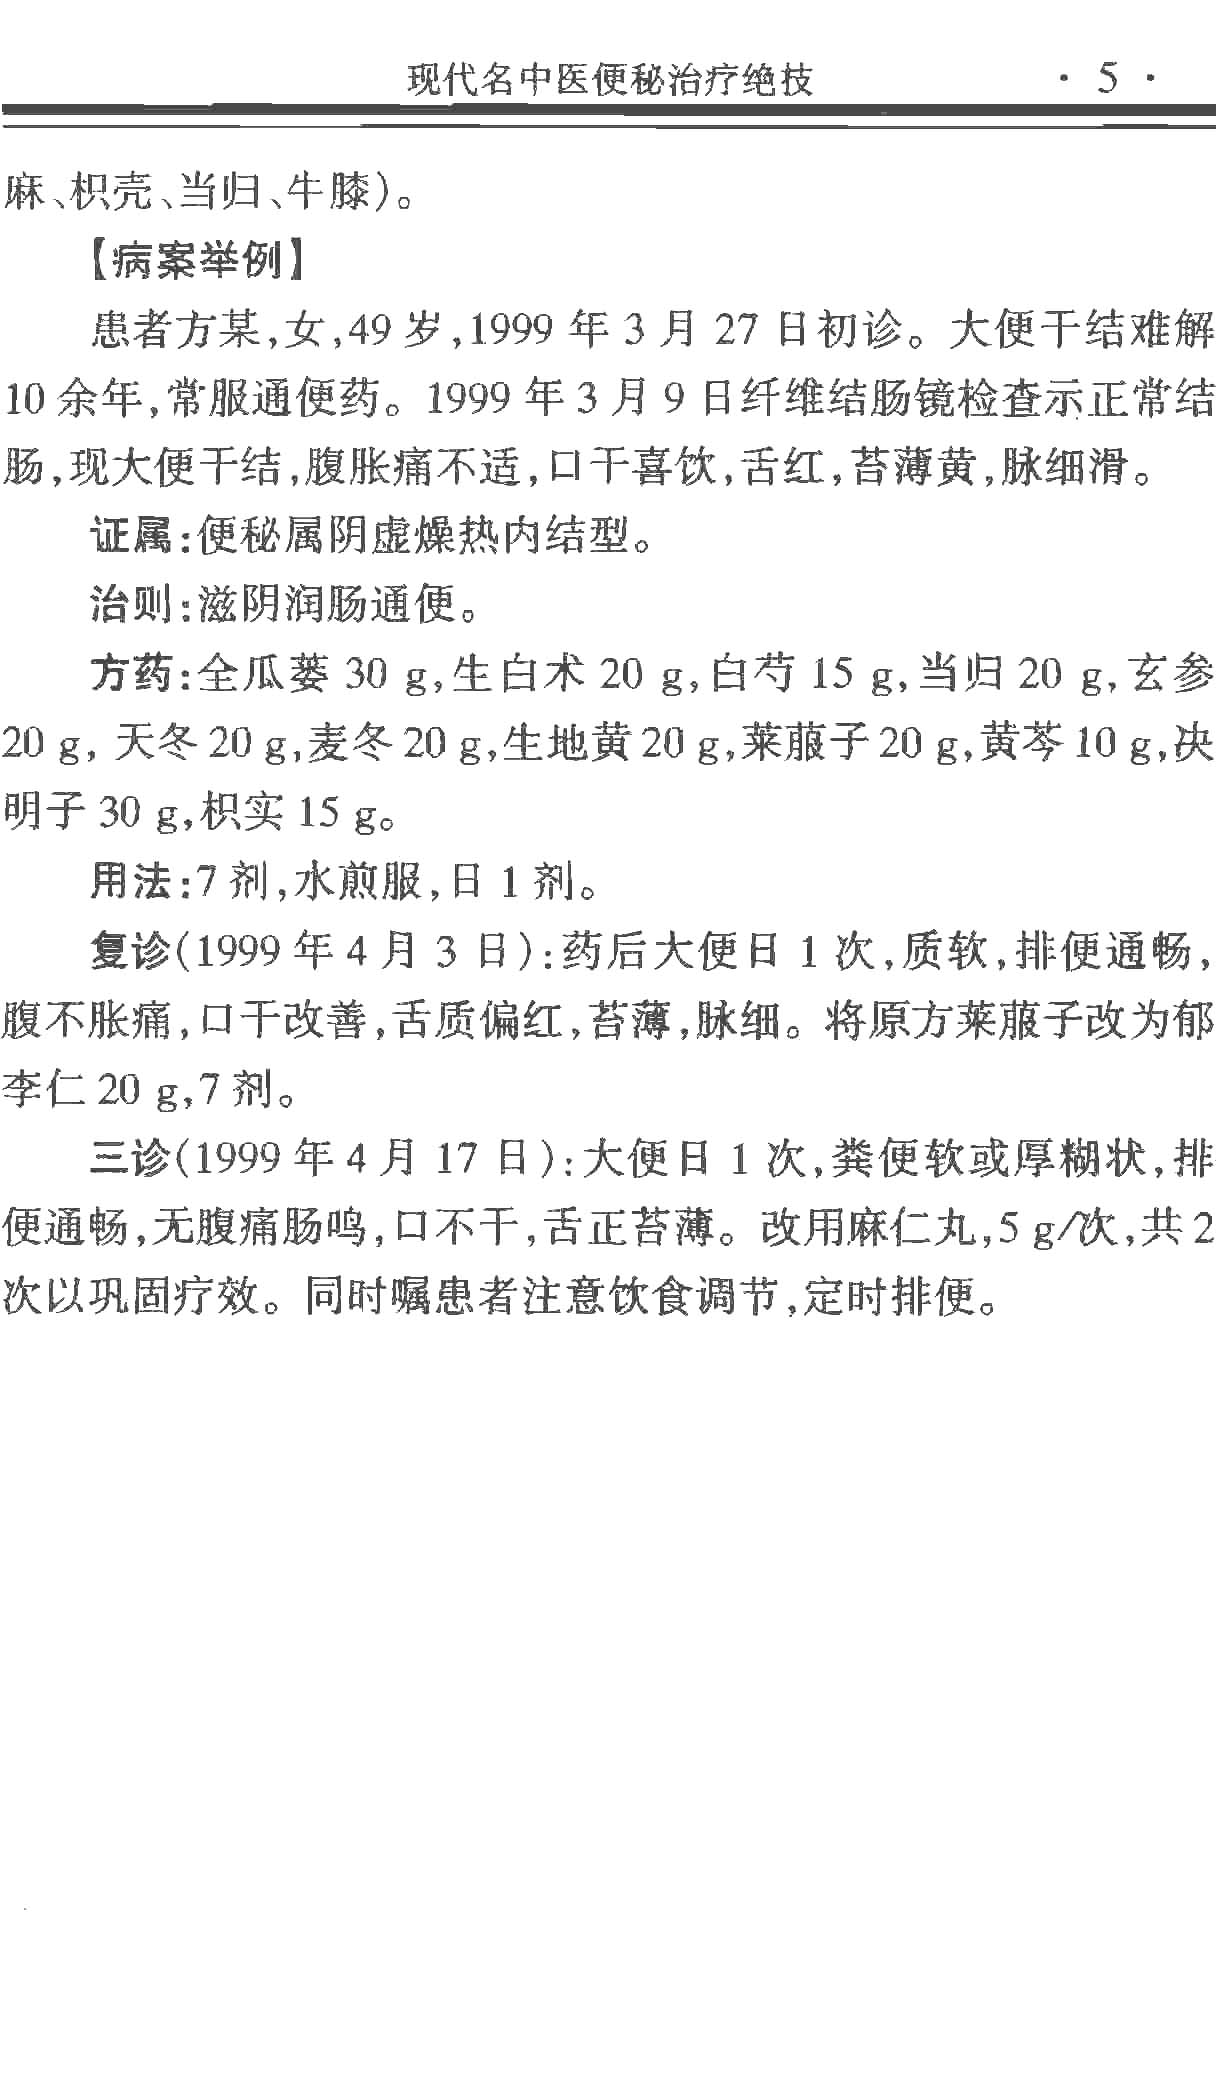 现代名中医便秘治疗绝技 · 5 ·
麻、枳壳、当归、牛膝)。
【病案举例】
患者方某,女,49 岁,1999 年 3 月 27 日初诊。大便干结难解
10 余年,常服通便药。1999 年 3 月 9 日纤维结肠镜检查示正常结
肠,现大便干结,腹胀痛不适,口干喜饮,舌红,苔薄黄,脉细滑。
证属:便秘属阴虚燥热内结型。
治则:滋阴润肠通便。
方药:全瓜蒌 30 g,生白术 20 g,白芍 15 g,当归 20 g,玄参
20 g, 天冬 20 g,麦冬 20 g,生地黄 20 g,莱菔子 20 g,黄芩 10 g,决
明子 30 g,枳实 15 g。
用法:7 剂,水煎服,日 1 剂。
复诊(1999 年 4 月 3 日):药后大便日 1 次,质软,排便通畅,
腹不胀痛,口干改善,舌质偏红,苔薄,脉细。将原方莱菔子改为郁
李仁 20 g,7 剂。
三诊(1999 年 4 月 17 日):大便日 1 次,粪便软或厚糊状,排
便通畅,无腹痛肠鸣,口不干,舌正苔薄。改用麻仁丸,5 g/次,共 2
次以巩固疗效。同时嘱患者注意饮食调节,定时排便。